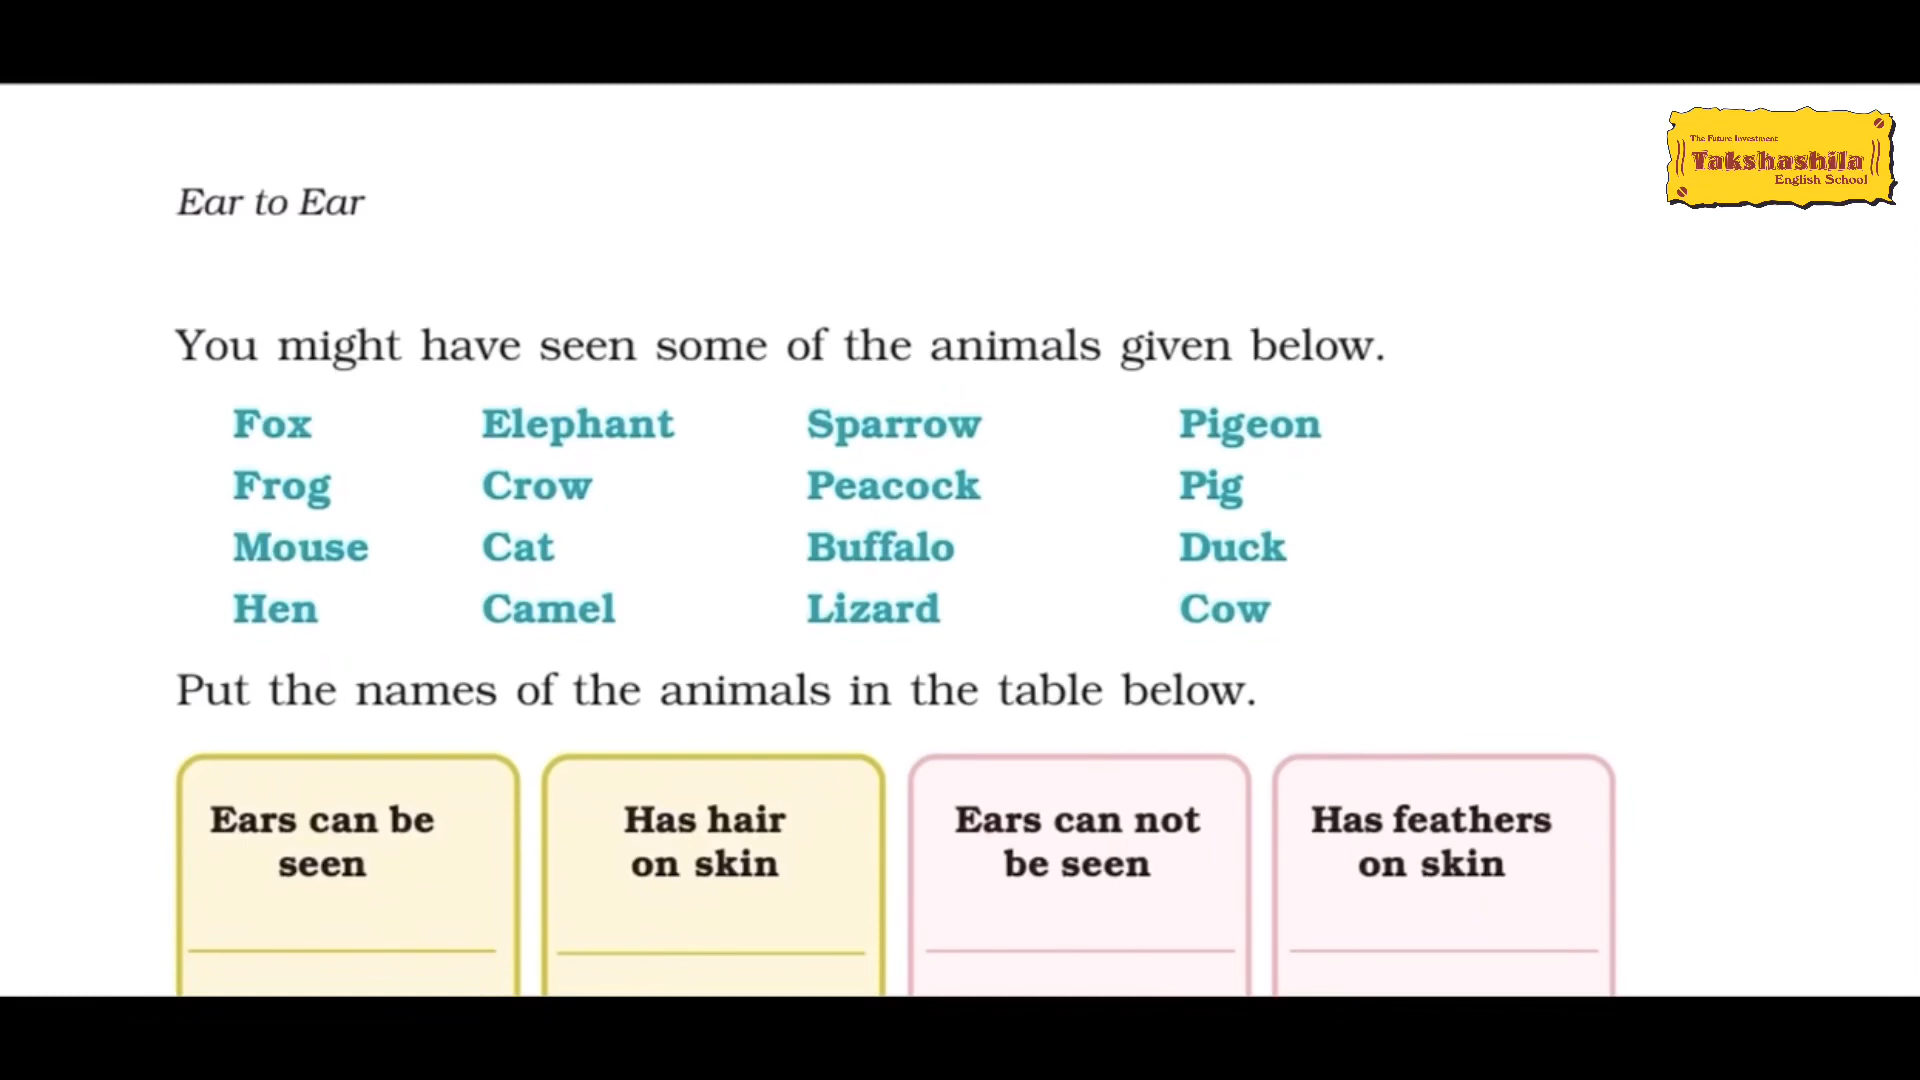 The Future Investment
Takshashila
English School
Ear to Ear
You might have seen some of the animals given below.
Fox Elephant Sparrow Pigeon
Frog Crow Peacock Pig
Mouse Cat Buffalo Duck
Hen Camel Lizard Cow
Put the names of the animals in the table below.
Ears can be
seen
Has hair
on skin
Ears can not
be seen
Has feathers
on skin